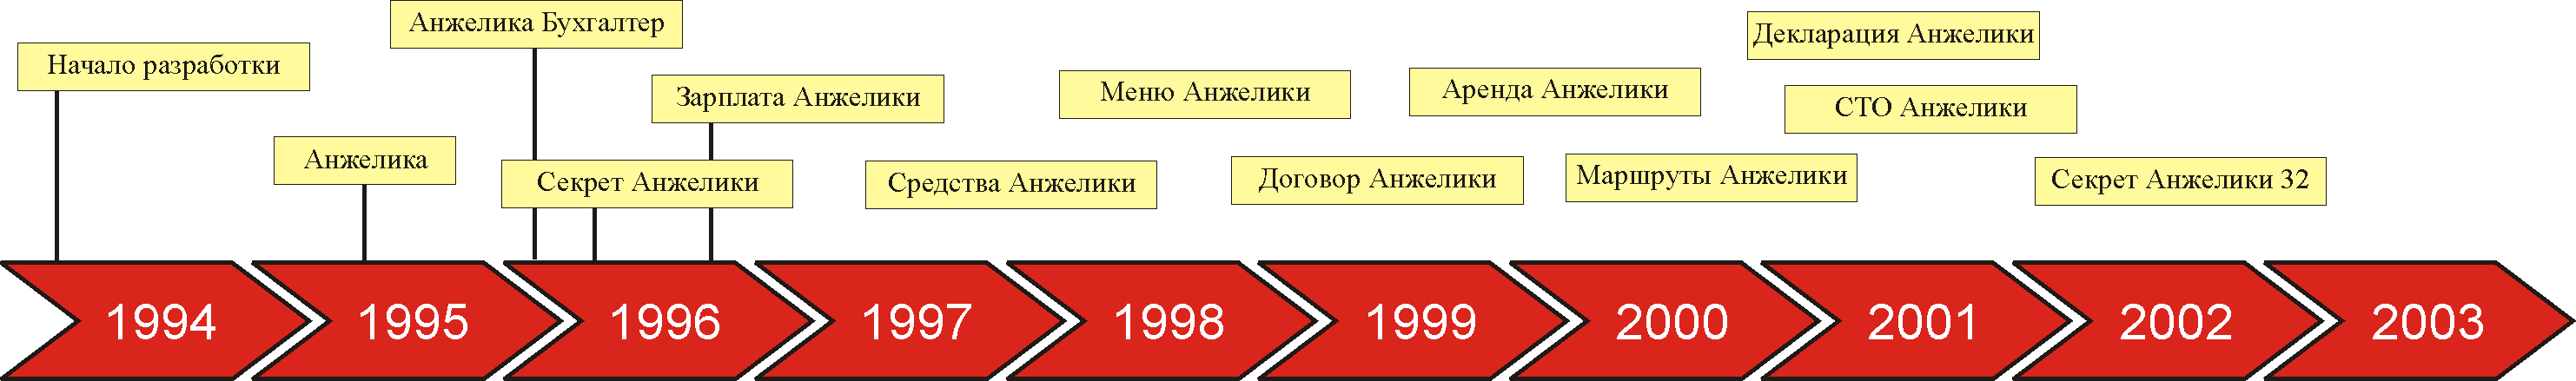 Начало разработки
Анжелика
Анжелика Бухгалтер
Секрет Анжелики
Зарплата Анжелики
Средства Анжелики
Меню Анжелики
Договор Анжелики
Аренда Анжелики
Маршруты Анжелики
Декларация Анжелики
СТО Анжелики
Секрет Анжелики 32
1994
1995
1996
1997
1998
1999
2000
2001
2002
2003